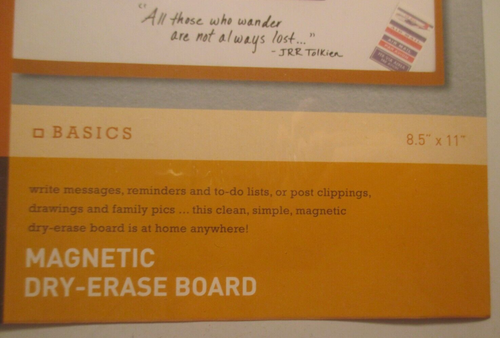 "All those who wander
are not always lost..."
- JRR Tolkien
BASICS
8.5" x 11"
write messages, reminders and to-do lists, or post clippings,
drawings and family pics ... this clean, simple, magnetic
dry-erase board is at home anywhere!
MAGNETIC
DRY-ERASE BOARD